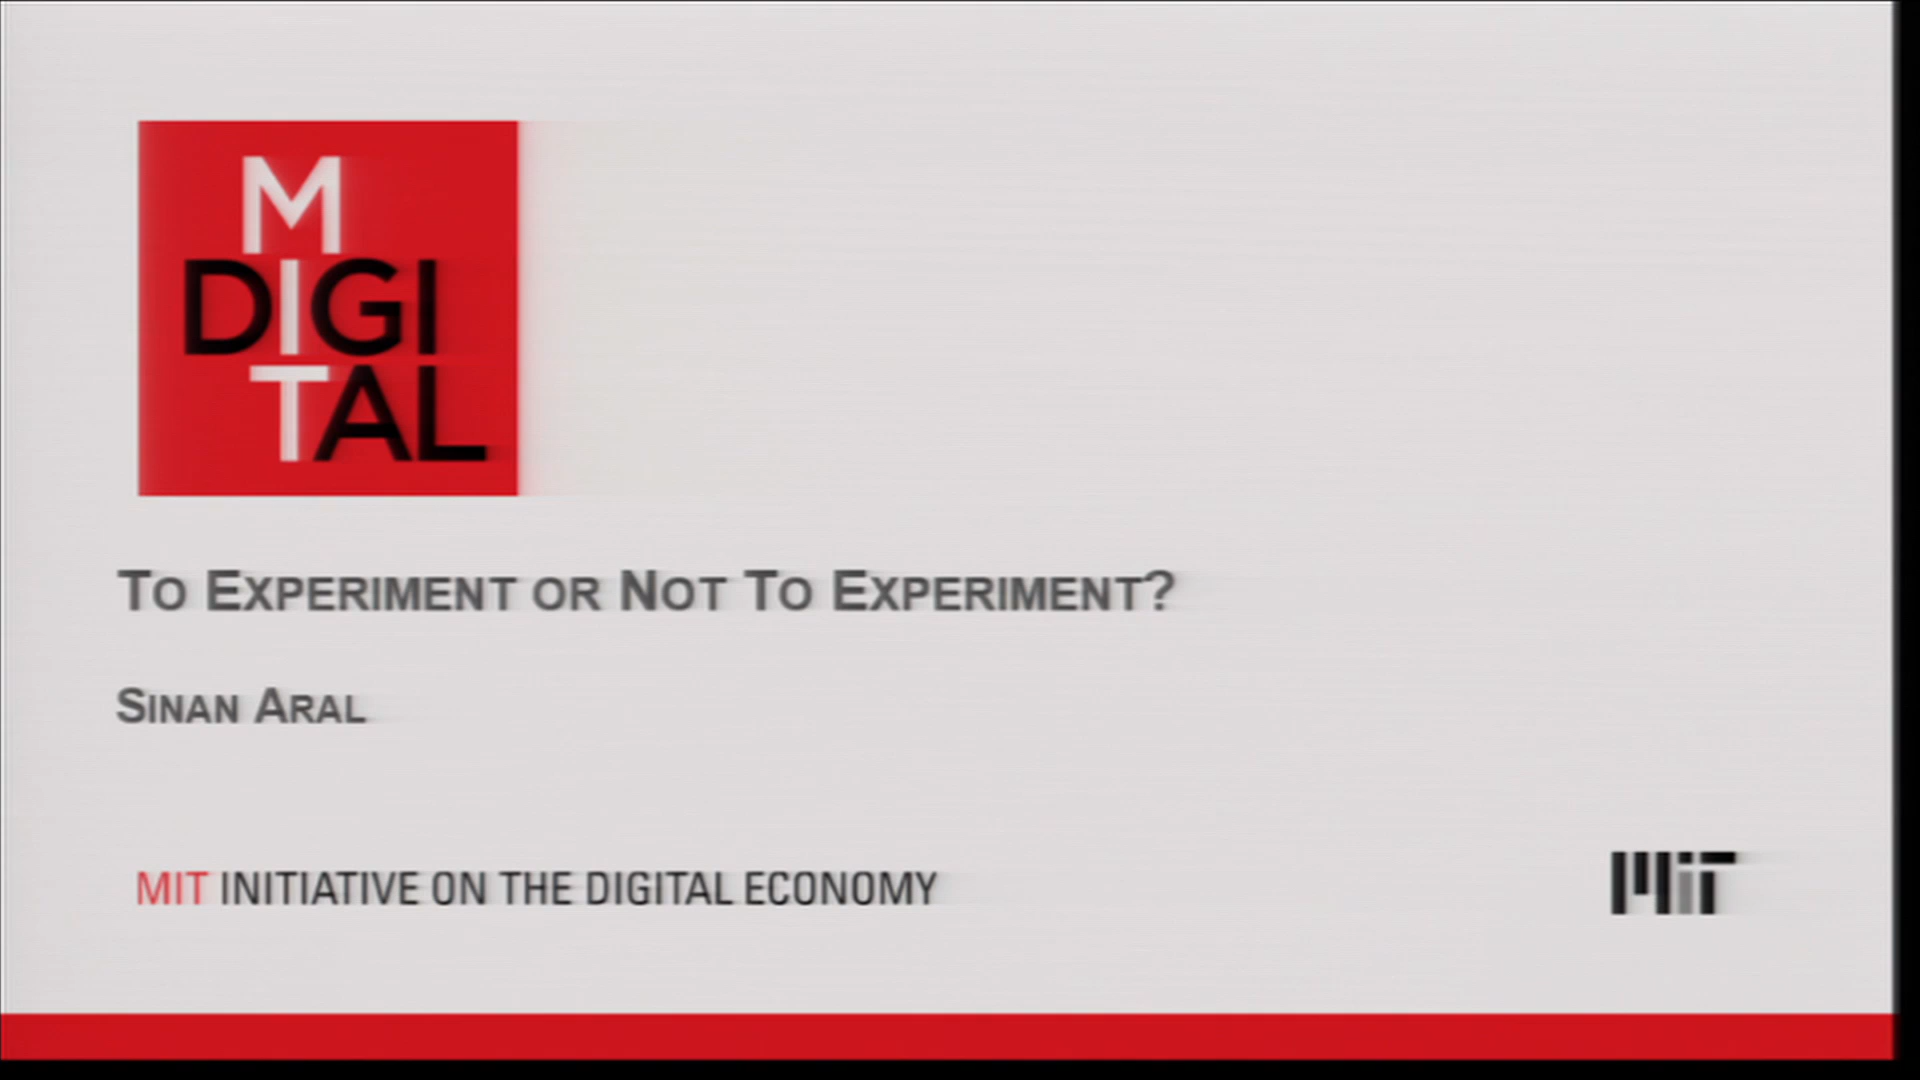 M
DIGI
TAL
TO EXPERIMENT OR NOT TO EXPERIMENT?
SINAN ARAL
MIT INITIATIVE ON THE DIGITAL ECONOMY
MIT